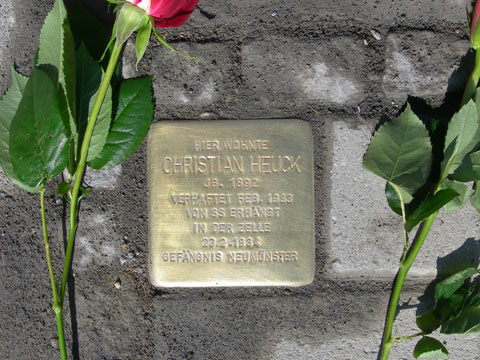 HIER WOHNTE
CHRISTIAN HEUCK
JG. 1892
VERHAFTET FEB. 1933
VON SS ERHÄNGT
IN DER ZELLE
23.2.1934
GEFÄNGNIS NEUMÜNSTER